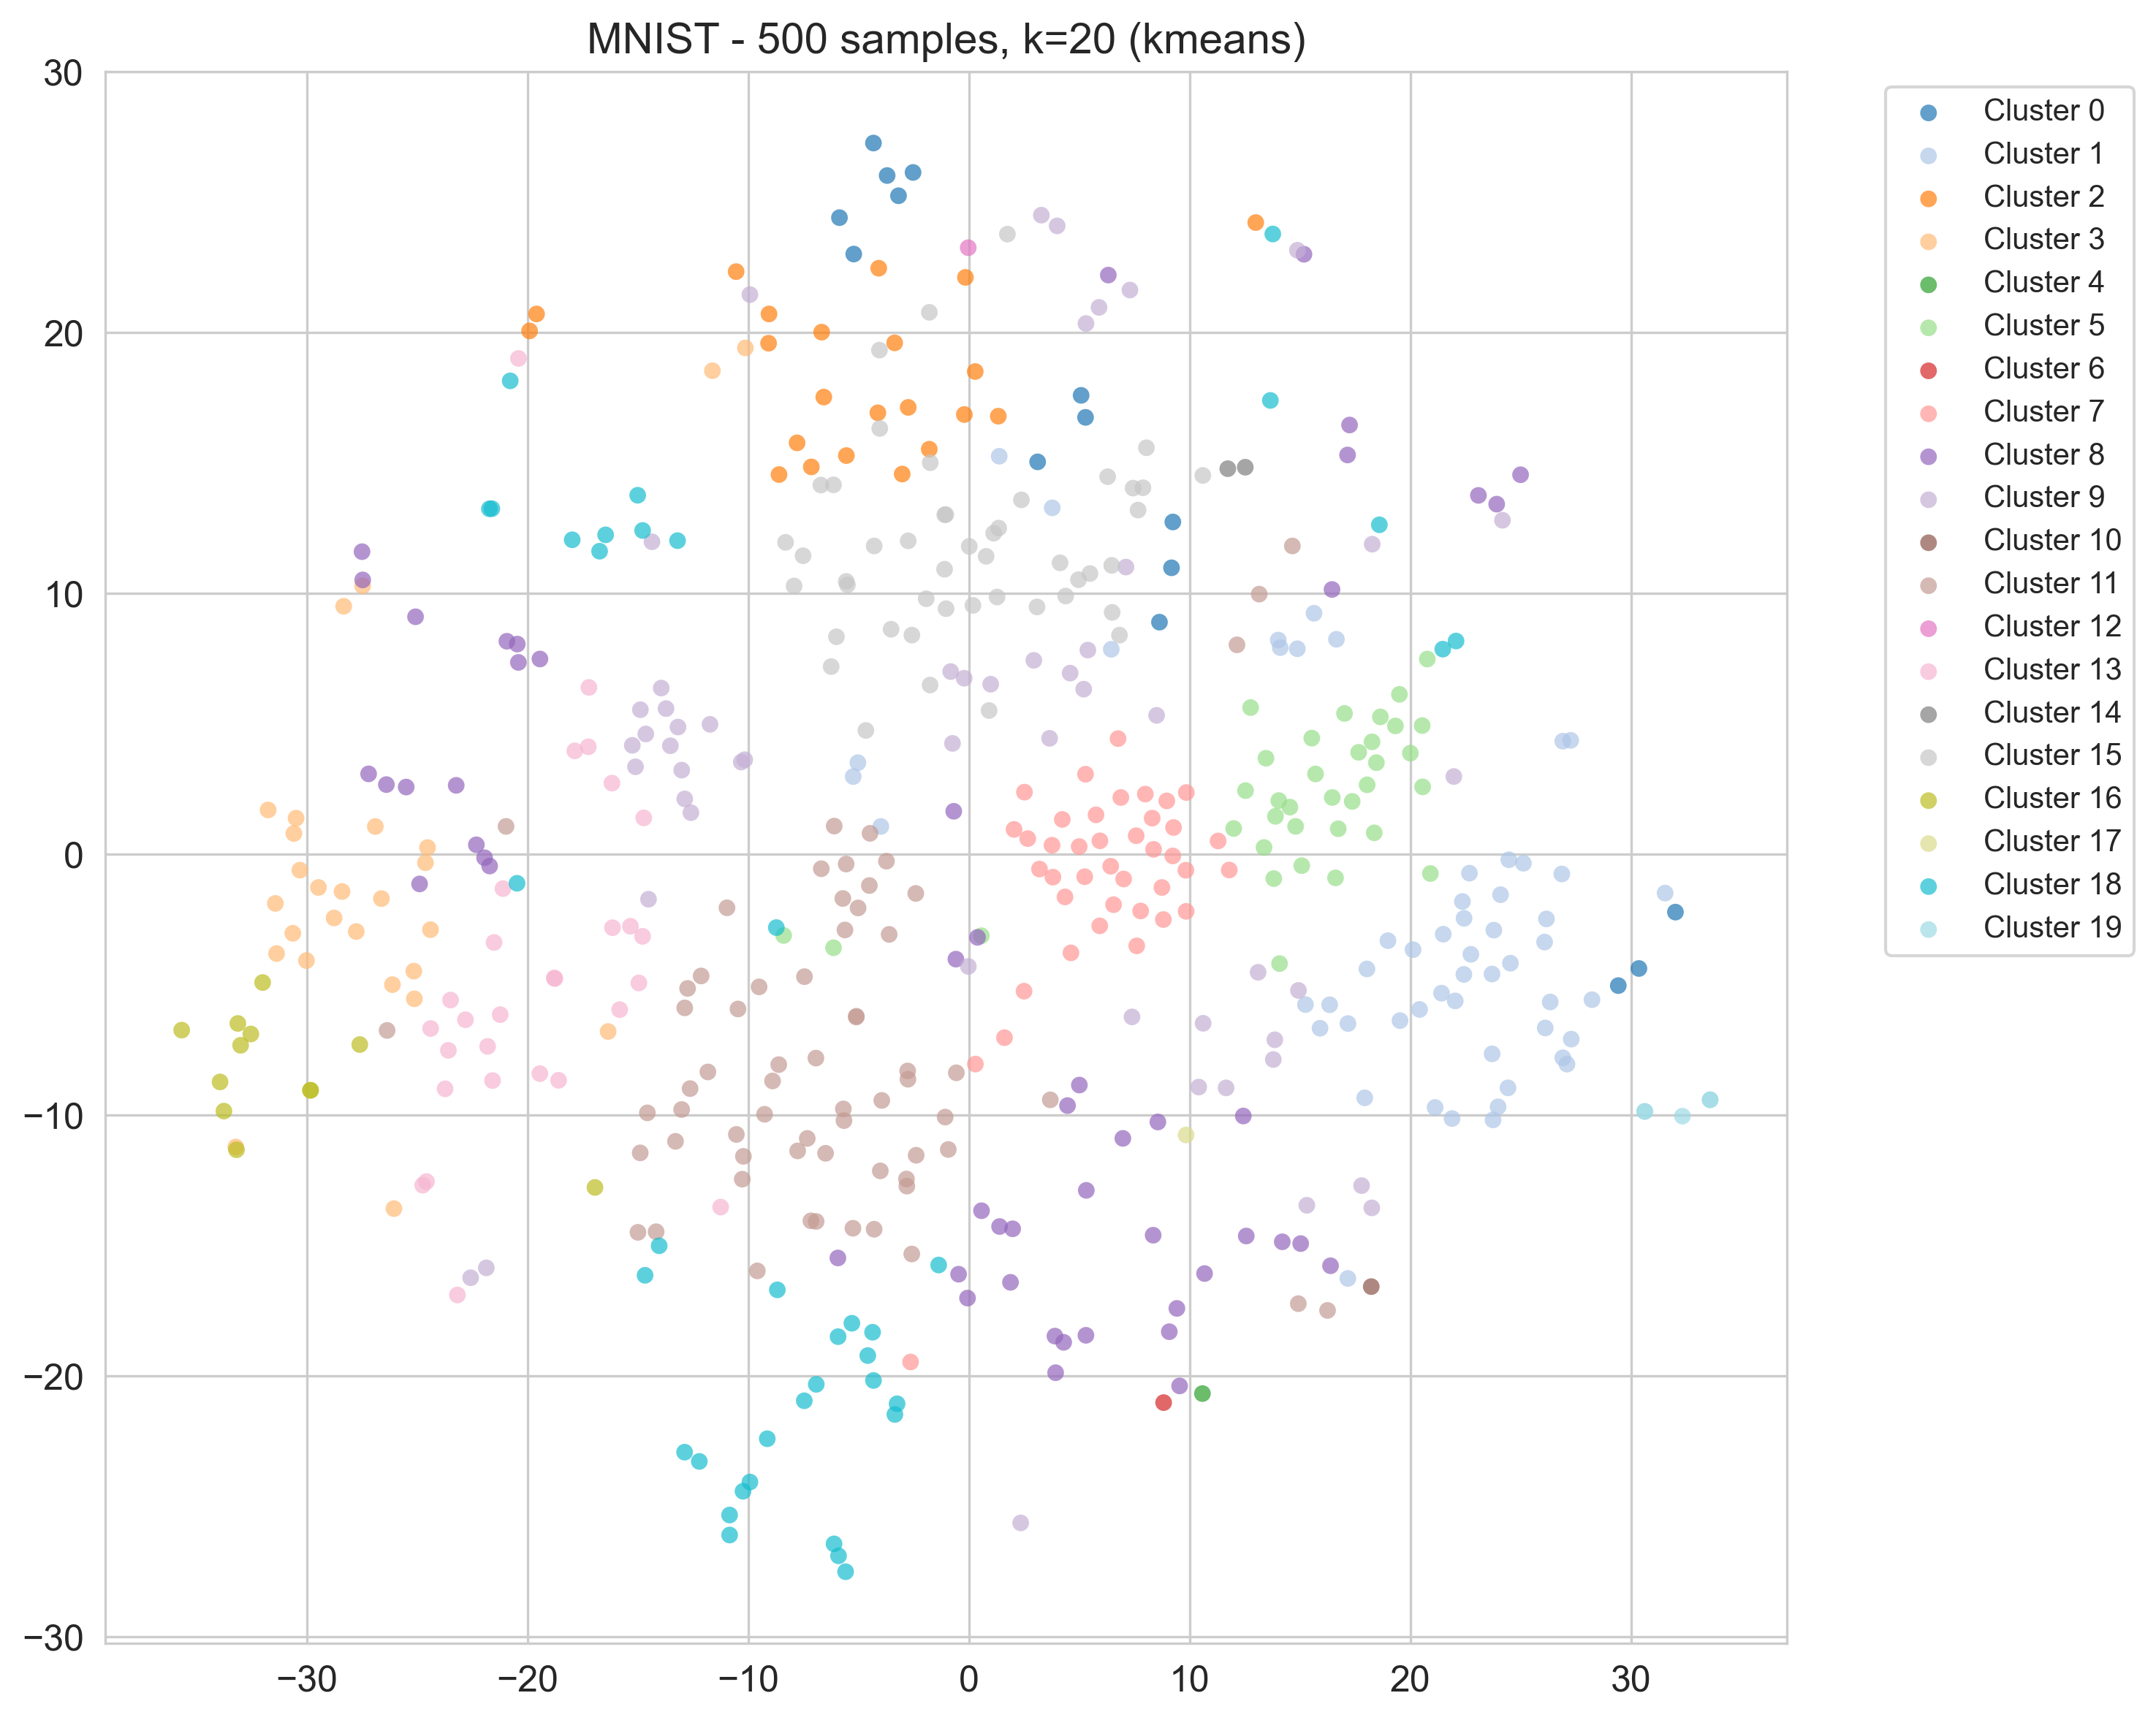 MNIST - 500 samples, k=20 (kmeans)
30
20
10
0
−10
−20
−30
−30
−20
−10
0
10
20
30
Cluster 0
Cluster 1
Cluster 2
Cluster 3
Cluster 4
Cluster 5
Cluster 6
Cluster 7
Cluster 8
Cluster 9
Cluster 10
Cluster 11
Cluster 12
Cluster 13
Cluster 14
Cluster 15
Cluster 16
Cluster 17
Cluster 18
Cluster 19